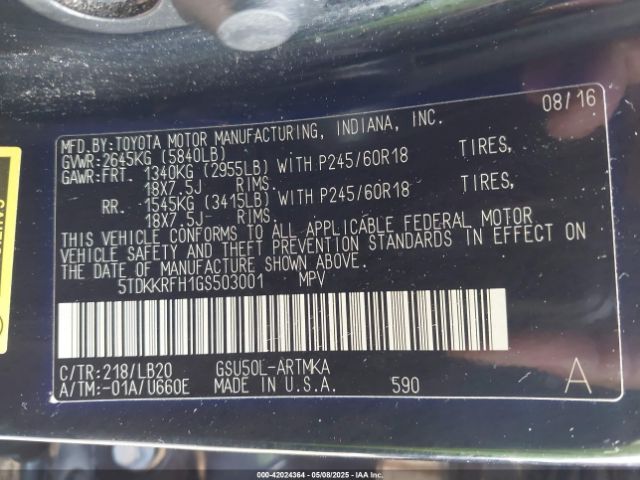 08/16
MFD.BY:TOYOTA MOTOR MANUFACTURING, INDIANA, INC.
GVWR:2645KG (5840LB)
GAWR:FRT. 1340KG (2955LB) WITH P245/60R18 TIRES,
18X7.5J- RIMS.
RR. 1545KG (3415LB) WITH P245/60R18 TIRES,
18X7.5J- RIMS.
THIS VEHICLE CONFORMS TO ALL APPLICABLE FEDERAL MOTOR
VEHICLE SAFETY AND THEFT PREVENTION STANDARDS IN EFFECT ON
THE DATE OF MANUFACTURE SHOWN ABOVE.
5TDKKRFH1GS503001 MPV
C/TR:218/LB20 GSU50L-ARTMKA
A/TM:-01A/U660E MADE IN U.S.A. 590 A
000-42024364 - 05/08/2025 - IAAI.COM